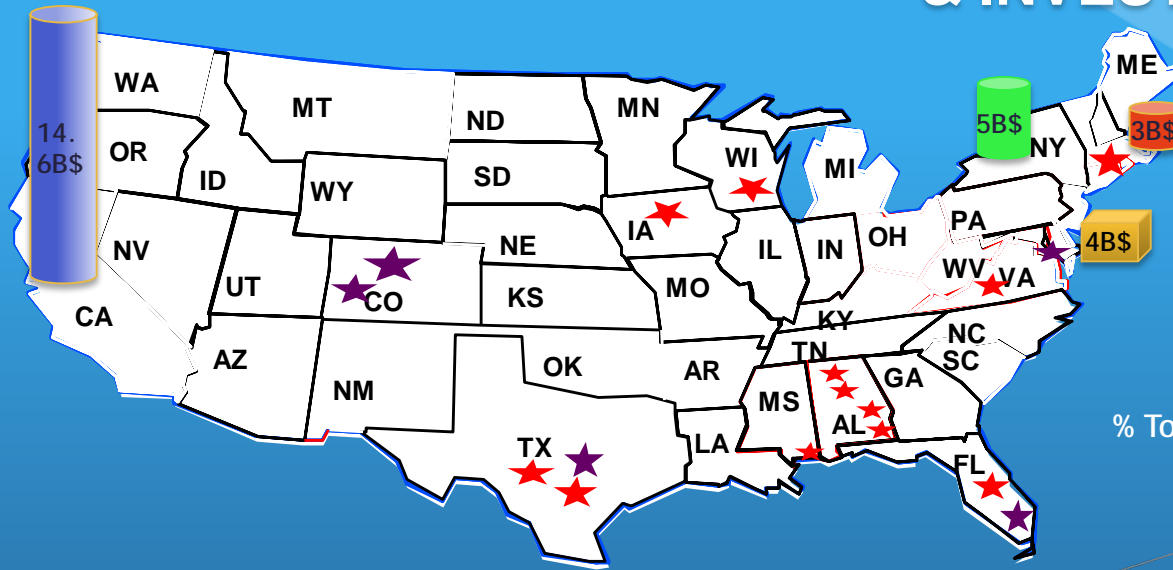 & INVEST
ME
WA
MT
ND
MN
5B$
3B$
14.
6B$
OR
NY
WI
MI
ID
WY
SD
PA
IA
NV
NE
IL
IN
OH
4B$
UT
CO
KS
MO
WV
VA
CA
KY
NC
TN
SC
AZ
OK
AR
GA
NM
MS
AL
% To
TX
LA
FL